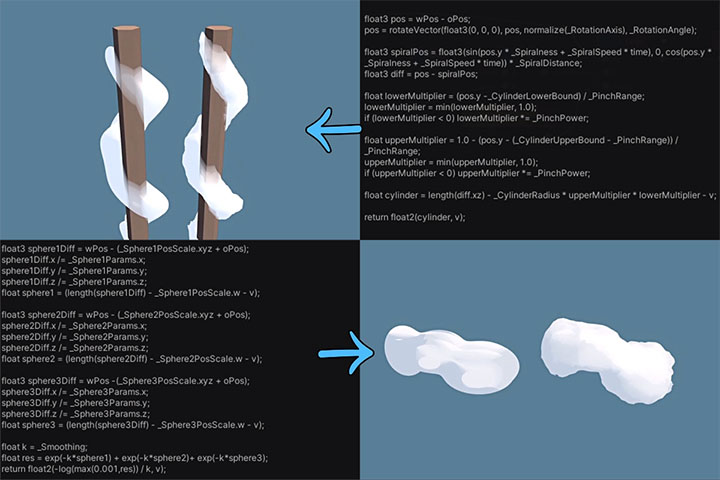 float3 pos = wPos - oPos;
pos = rotateVector(float3(0, 0, 0), pos, normalize(_RotationAxis), _RotationAngle);
float3 spiralPos = float3(sin(pos.y * _Spiralness + _SpiralSpeed * time), 0, cos(pos.y
* _Spiralness + _SpiralSpeed * time)) * _SpiralDistance;
float3 diff = pos - spiralPos;
float lowerMultiplier = (pos.y -_CylinderLowerBound) / _PinchRange;
lowerMultiplier = min(lowerMultiplier, 1.0);
if (lowerMultiplier < 0) lowerMultiplier *= _PinchPower;
float upperMultiplier = 1.0 - (pos.y - (_CylinderUpperBound - _PinchRange)) /
_PinchRange;
upperMultiplier = min(upperMultiplier, 1.0);
if (upperMultiplier < 0) upperMultiplier *= _PinchPower;
float cylinder = length(diff.xz) - _CylinderRadius * upperMultiplier * lowerMultiplier - v;
return float2(cylinder, v);
float3 sphere1Diff = wPos - (_Sphere1PosScale.xyz + oPos);
sphere1Diff.x /= _Sphere1Params.x;
sphere1Diff.y /= _Sphere1Params.y;
sphere1Diff.z /= _Sphere1Params.z;
float sphere1 = (length(sphere1Diff) - _Sphere1PosScale.w - v);
float3 sphere2Diff = wPos - (_Sphere2PosScale.xyz + oPos);
sphere2Diff.x /= _Sphere2Params.x;
sphere2Diff.y /= _Sphere2Params.y;
sphere2Diff.z /= _Sphere2Params.z;
float sphere2 = (length(sphere2Diff) - _Sphere2PosScale.w - v);
float3 sphere3Diff = wPos -(_Sphere3PosScale.xyz + oPos);
sphere3Diff.x /= _Sphere3Params.x;
sphere3Diff.y /= _Sphere3Params.y;
sphere3Diff.z /= _Sphere3Params.z;
float sphere3 = (length(sphere3Diff) - _Sphere3PosScale.w - v);
float k = _Smoothing;
float res = exp(-k*sphere1) + exp(-k*sphere2)+ exp(-k*sphere3);
return float2(-log(max(0.001,res)) / k, v);